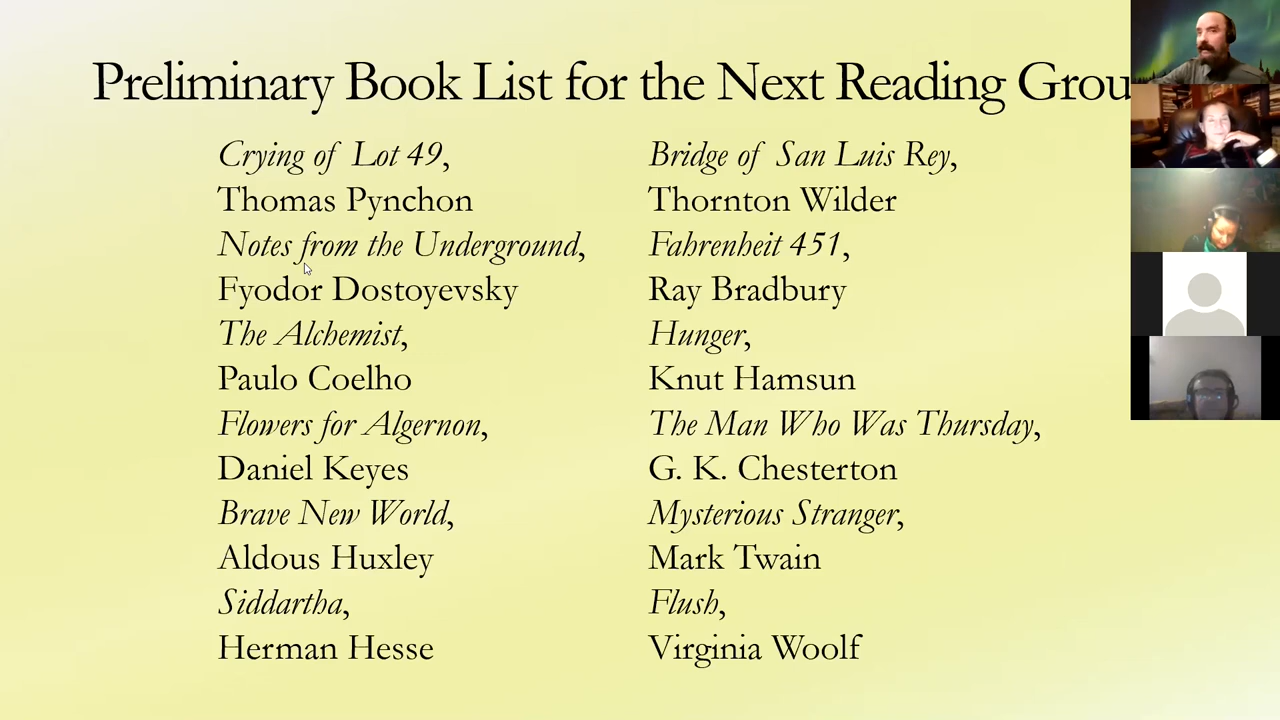 Preliminary Book List for the Next Reading Grou
Crying of Lot 49,
Thomas Pynchon
Notes from the Underground,
Fyodor Dostoyevsky
The Alchemist,
Paulo Coelho
Flowers for Algernon,
Daniel Keyes
Brave New World,
Aldous Huxley
Siddartha,
Herman Hesse
Bridge of San Luis Rey,
Thornton Wilder
Fahrenheit 451,
Ray Bradbury
Hunger,
Knut Hamsun
The Man Who Was Thursday,
G. K. Chesterton
Mysterious Stranger,
Mark Twain
Flush,
Virginia Woolf